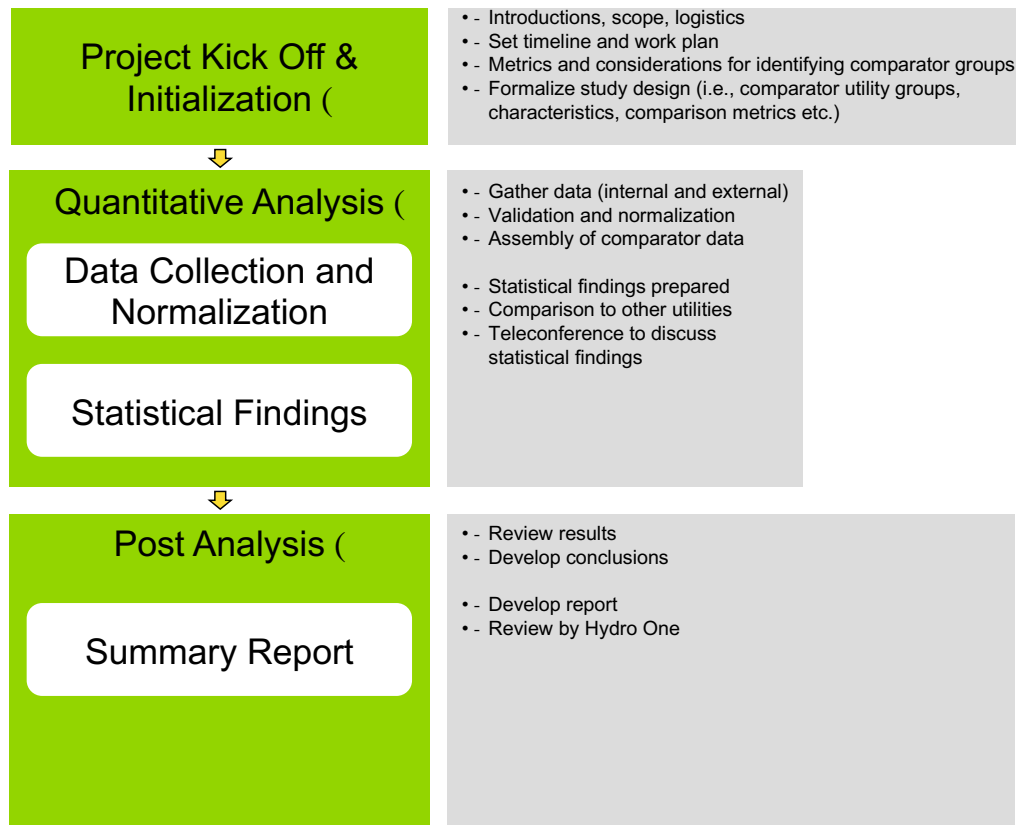 Project Kick Off &
Initialization (
• - Introductions, scope, logistics
• - Set timeline and work plan
• - Metrics and considerations for identifying comparator groups
• - Formalize study design (i.e., comparator utility groups,
characteristics, comparison metrics etc.)
Quantitative Analysis (
Data Collection and
Normalization
Statistical Findings
• - Gather data (internal and external)
• - Validation and normalization
• - Assembly of comparator data
• - Statistical findings prepared
• - Comparison to other utilities
• - Teleconference to discuss
statistical findings
Post Analysis (
Summary Report
• - Review results
• - Develop conclusions
• - Develop report
• - Review by Hydro One